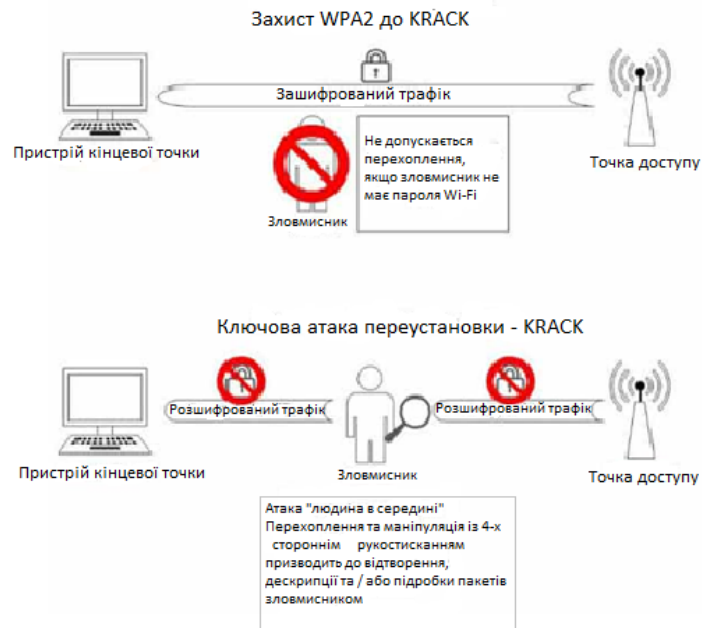 Захист WPA2 до KRACK
Зашифрований трафік
Пристрій кінцевої точки
Не допускається
перехоплення,
якщо зловмисник не
має пароля Wi-Fi
Точка доступу
Зловмисник
Ключова атака переустановки - KRACK
Розшифрований трафік
Розшифрований трафік
Пристрій кінцевої точки
Зловмисник
Точка доступу
Атака "людина в середині"
Перехоплення та маніпуляція із 4-х
стороннім рукостисканням
призводить до відтворення,
дескрипції та / або підробки пакетів
зловмисником